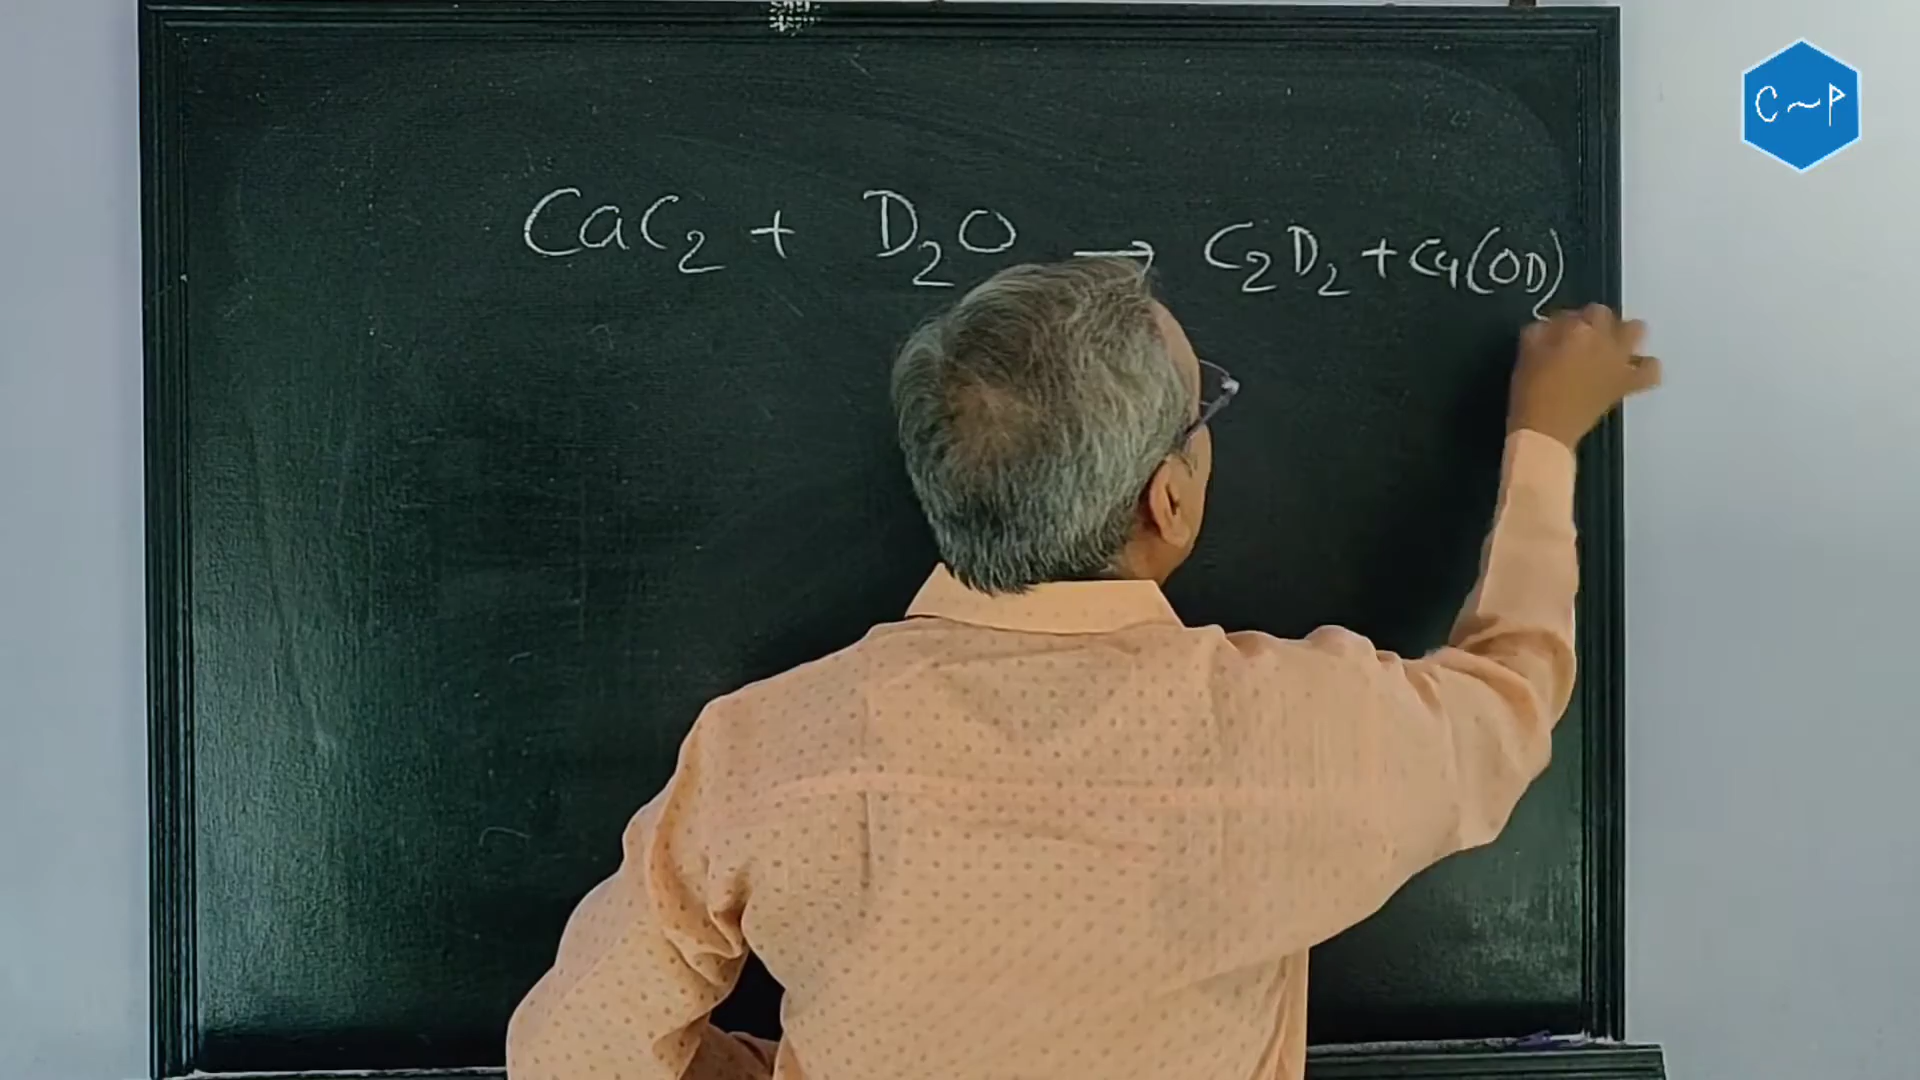 CaC₂ + D₂O → C₂D₂ + Ca(OD)₂
C~P